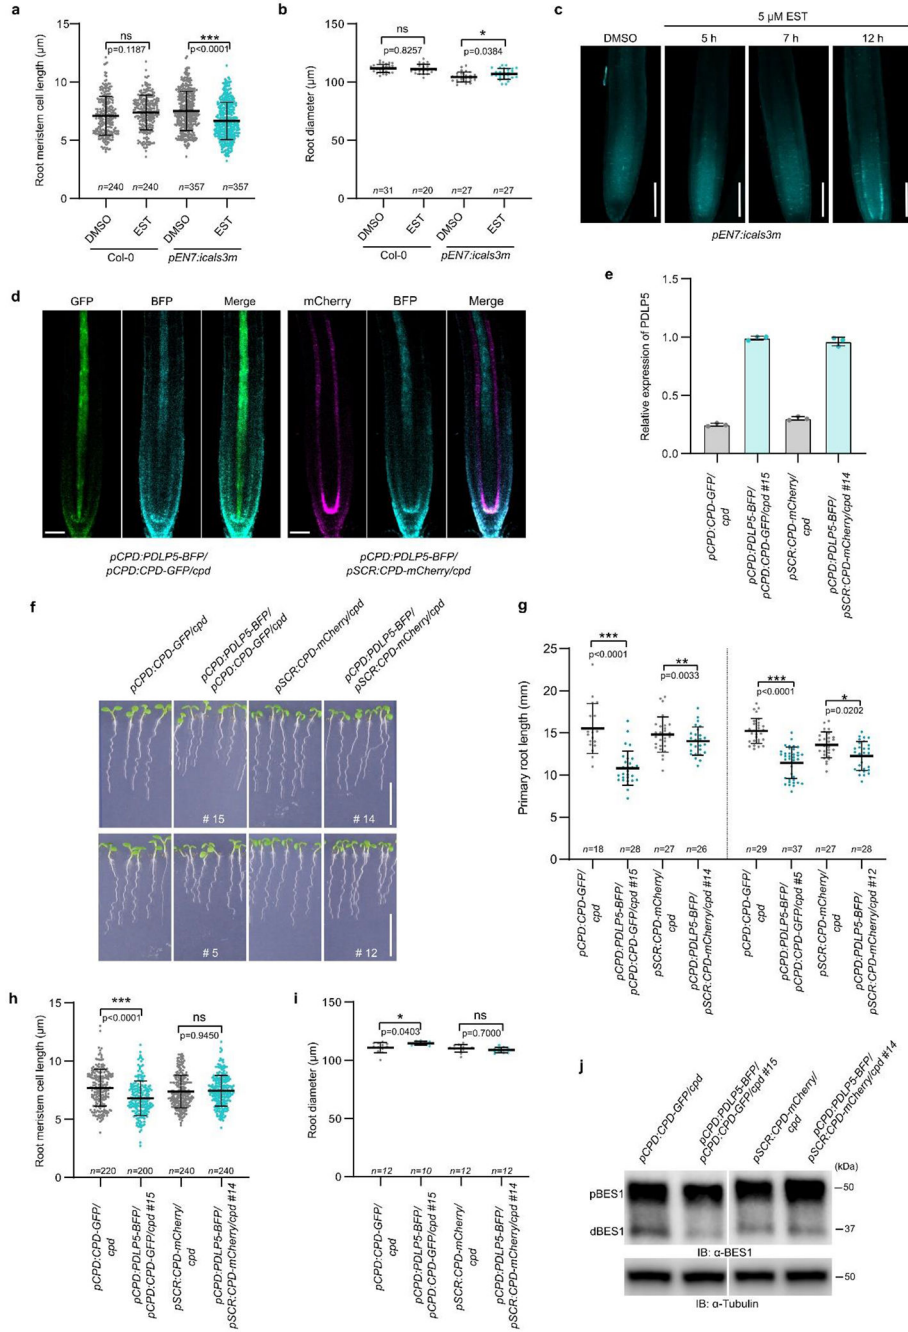 a
Root meristem cell length (µm)
15
10
5
0
ns
p=0.1187
***
p<0.0001
n=240
n=240
n=357
n=357
DMSO
EST
DMSO
EST
Col-0
pEN7:icals3m
b
Root diameter (µm)
150
100
50
0
ns
p=0.8257
*
p=0.0384
n=31
n=20
n=27
n=27
DMSO
EST
DMSO
EST
Col-0
pEN7:icals3m
c
5 µM EST
DMSO
5 h
7 h
12 h
pEN7:icals3m
d
GFP
BFP
Merge
mCherry
BFP
Merge
pCPD:PDLP5-BFP/
pCPD:CPD-GFP/cpd
pCPD:PDLP5-BFP/
pSCR:CPD-mCherry/cpd
e
Relative expression of PDLP5
1.5
1.0
0.5
0.0
pCPD:CPD-GFP/
cpd
pCPD:PDLP5-BFP/
pCPD:CPD-GFP/cpd #15
pSCR:CPD-mCherry/
cpd
pCPD:PDLP5-BFP/
pSCR:CPD-mCherry/cpd #14
f
pCPD:CPD-GFP/cpd
pCPD:PDLP5-BFP/
pCPD:CPD-GFP/cpd
pSCR:CPD-mCherry/cpd
pCPD:PDLP5-BFP/
pSCR:CPD-mCherry/cpd
# 15
# 14
# 5
# 12
g
Primary root length (mm)
25
20
15
10
5
0
***
p<0.0001
**
p=0.0033
***
p<0.0001
*
p=0.0202
n=18
n=28
n=27
n=26
n=29
n=37
n=27
n=28
pCPD:CPD-GFP/
cpd
pCPD:PDLP5-BFP/
pCPD:CPD-GFP/cpd #15
pSCR:CPD-mCherry/
cpd
pCPD:PDLP5-BFP/
pSCR:CPD-mCherry/cpd #14
pCPD:CPD-GFP/
cpd
pCPD:PDLP5-BFP/
pCPD:CPD-GFP/cpd #5
pSCR:CPD-mCherry/
cpd
pCPD:PDLP5-BFP/
pSCR:CPD-mCherry/cpd #12
h
Root meristem cell length (µm)
15
10
5
0
***
p<0.0001
ns
p=0.9450
n=220
n=200
n=240
n=240
pCPD:CPD-GFP/
cpd
pCPD:PDLP5-BFP/
pCPD:CPD-GFP/cpd #15
pSCR:CPD-mCherry/
cpd
pCPD:PDLP5-BFP/
pSCR:CPD-mCherry/cpd #14
i
Root diameter (µm)
150
100
50
0
*
p=0.0403
ns
p=0.7000
n=12
n=10
n=12
n=12
pCPD:CPD-GFP/
cpd
pCPD:PDLP5-BFP/
pCPD:CPD-GFP/cpd #15
pSCR:CPD-mCherry/
cpd
pCPD:PDLP5-BFP/
pSCR:CPD-mCherry/cpd #14
j
pCPD:CPD-GFP/cpd
pCPD:PDLP5-BFP/
pCPD:CPD-GFP/cpd #15
pSCR:CPD-mCherry/
cpd
pCPD:PDLP5-BFP/
pSCR:CPD-mCherry/cpd #14
(kDa)
pBES1
50
dBES1
37
IB: α-BES1
50
IB: α-Tubulin